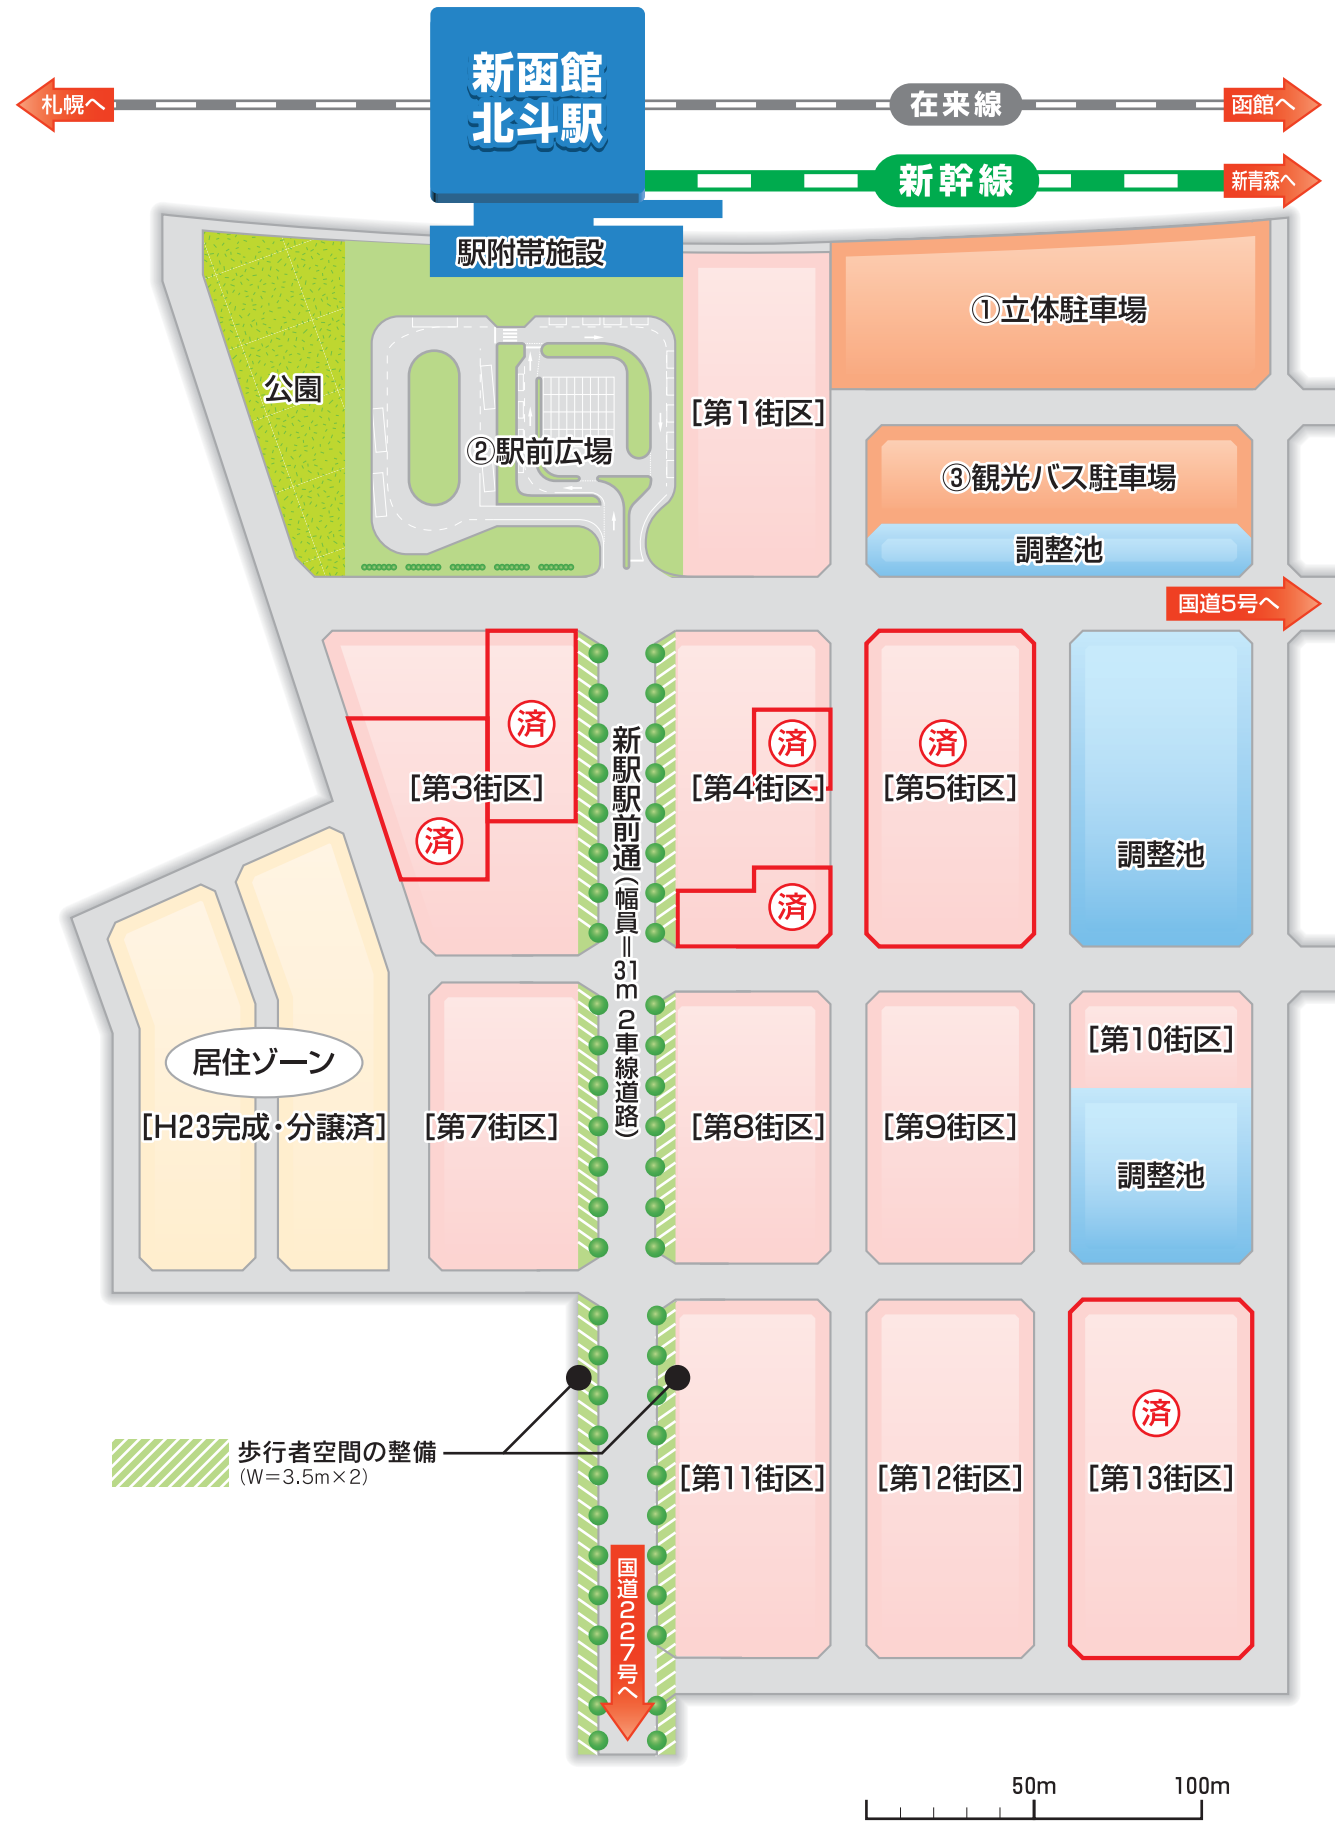 新函館
北斗駅
札幌へ
在来線
函館へ
新幹線
新青森へ
駅附帯施設
①立体駐車場
公園
[第1街区]
②駅前広場
③観光バス駐車場
調整池
国道5号へ
済
済
[第3街区]
済
済
[第4街区]
済
[第5街区]
調整池
新駅駅前通(幅員=31m 2車線道路)
居住ゾーン
[H23完成・分譲済]
[第7街区]
[第8街区]
[第9街区]
[第10街区]
調整池
歩行者空間の整備
(W=3.5m×2)
[第11街区]
[第12街区]
済
[第13街区]
国道227号へ
50m
100m